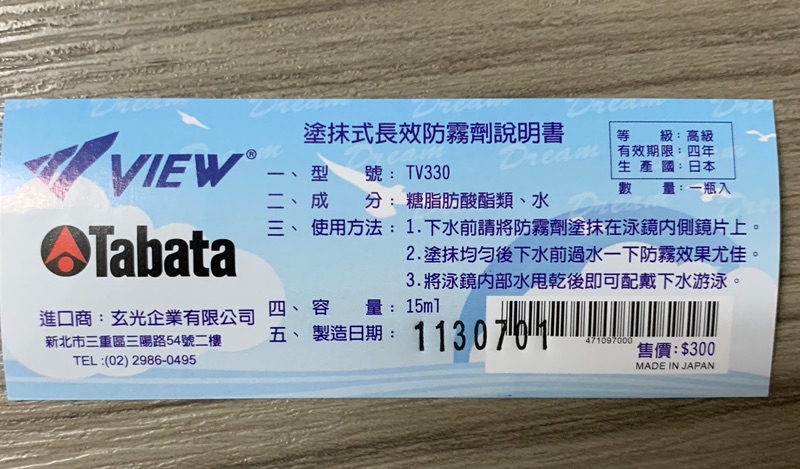 VIEW®
Tabata
進口商：玄光企業有限公司
新北市三重區三陽路54號二樓
TEL:(02) 2986-0495
塗抹式長效防霧劑說明書
一、型　　號：TV330
二、成　　分：糖脂肪酸酯類、水
三、使用方法：1.下水前請將防霧劑塗抹在泳鏡內側鏡片上。
2.塗抹均勻後下水前過水一下防霧效果尤佳。
3.將泳鏡內部水甩乾後即可配戴下水游泳。
四、容　　量：15ml
五、製造日期：1130701
等　　級：高級
有效期限：四年
生 產 國：日本
數　　量：一瓶入
471097000
售價：$300
MADE IN JAPAN
Dream
Dream
Dream
Dream